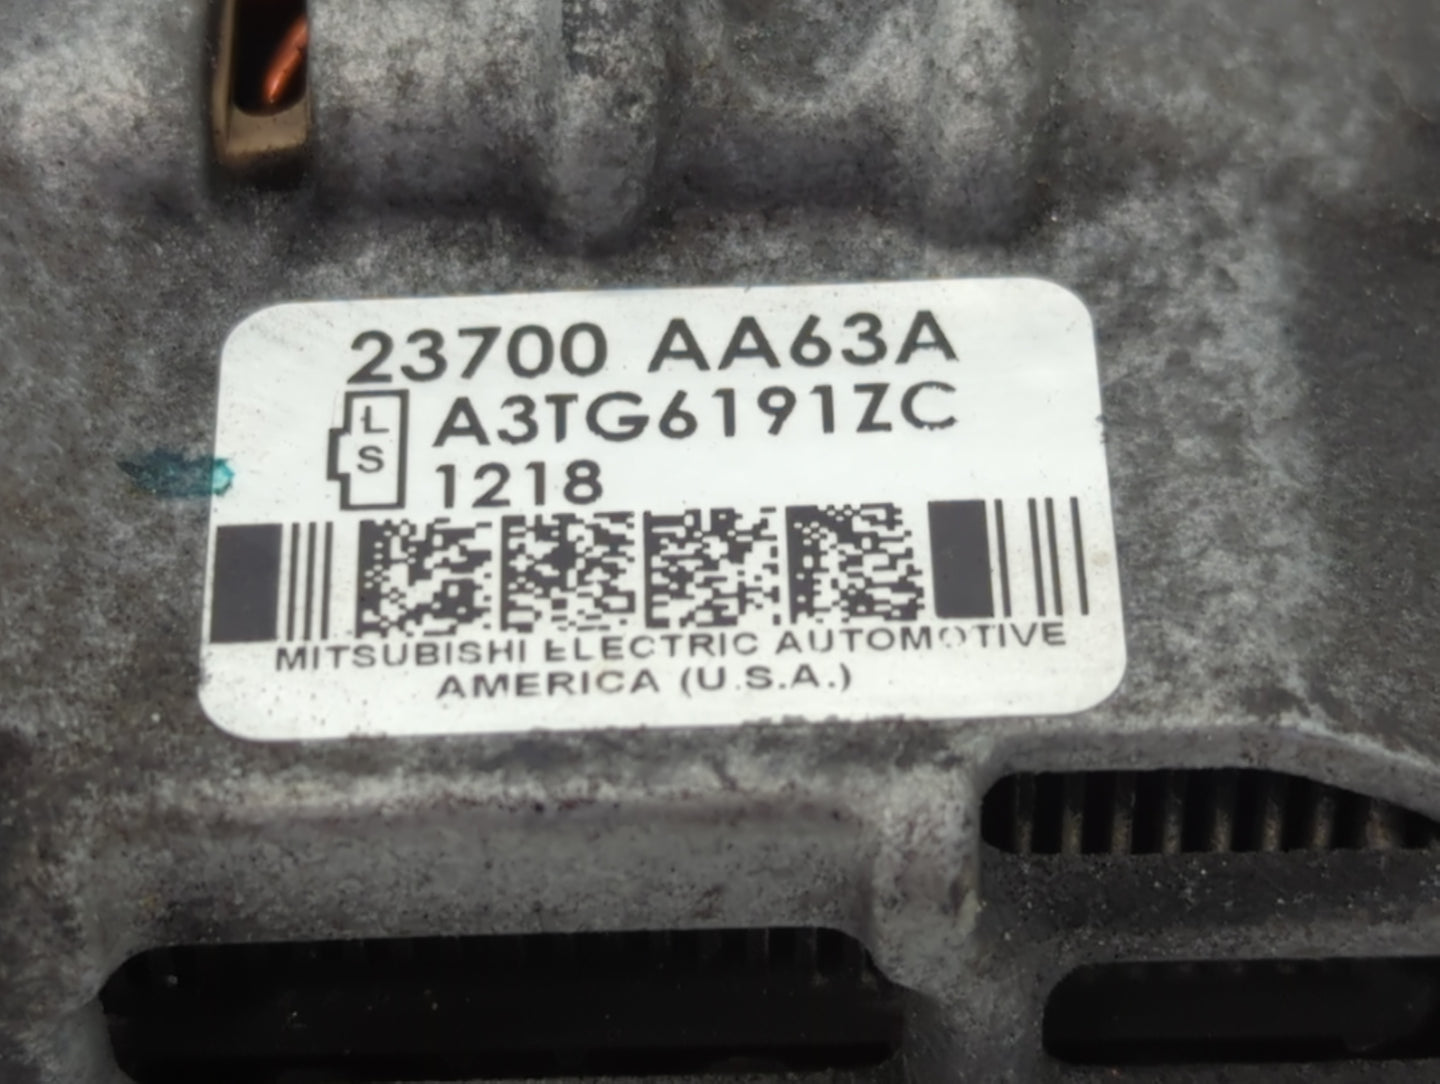 23700 AA63A
L
S
A3TG6191ZC
1218
MITSUBISHI ELECTRIC AUTOMOTIVE
AMERICA (U.S.A.)